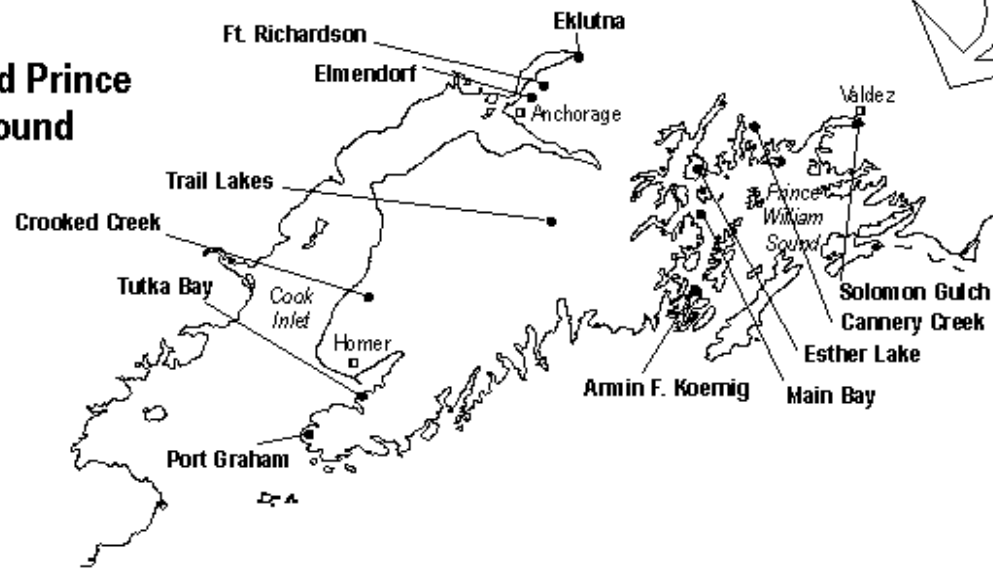 d Prince
ound
Eklutna
Ft. Richardson
Elmendorf
Anchorage
Valdez
Trail Lakes
Crooked Creek
Tutka Bay
Cook
Inlet
Homer
Port Graham
Prince
William
Sound
Solomon Gulch
Cannery Creek
Esther Lake
Main Bay
Armin F. Koernig